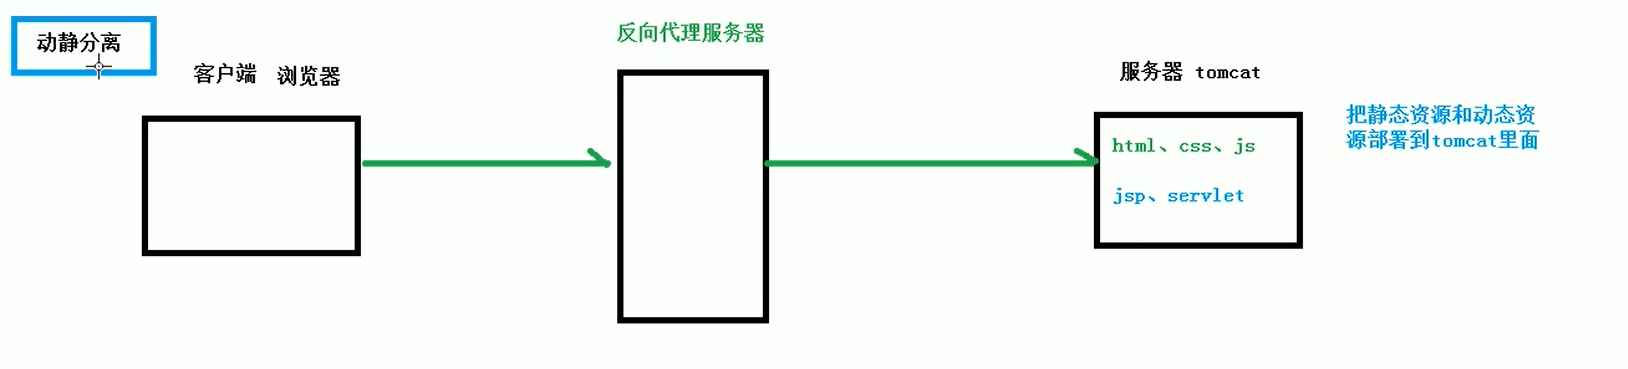 动静分离
反向代理服务器
客户端 浏览器
服务器 tomcat
html、css、js
jsp、servlet
把静态资源和动态资
源部署到tomcat里面